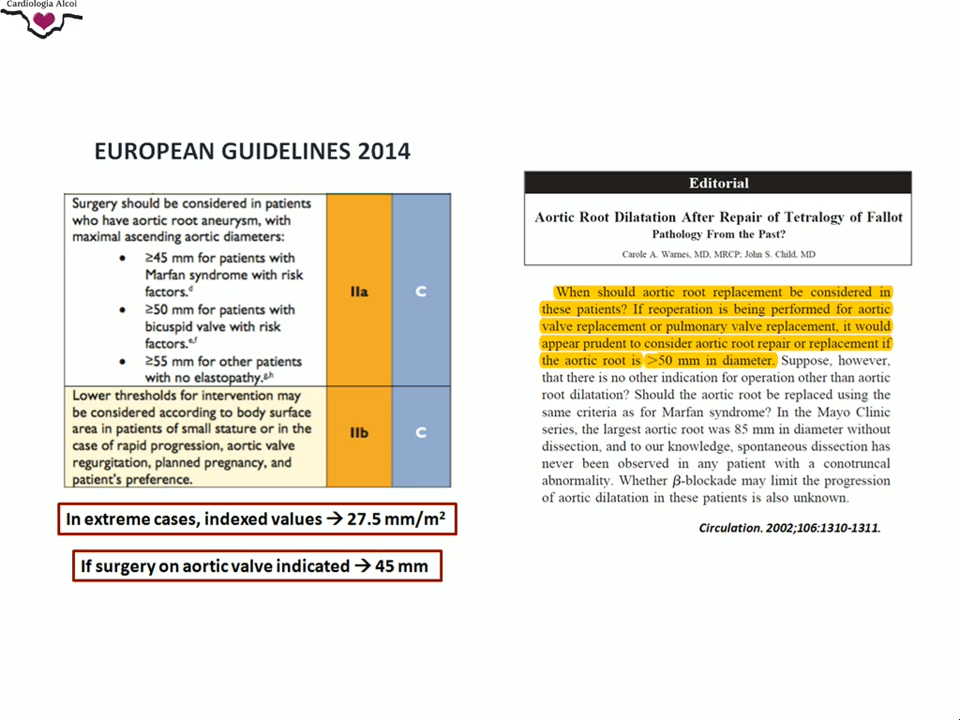 Cardiologia Alcoi
EUROPEAN GUIDELINES 2014
Surgery should be considered in patients
who have aortic root aneurysm, with
maximal ascending aortic diameters:
• ≥45 mm for patients with
Marfan syndrome with risk
factors.d
• ≥50 mm for patients with
bicuspid valve with risk
factors.e,f
• ≥55 mm for other patients
with no elastopathy.g,h
IIa
C
Lower thresholds for intervention may
be considered according to body surface
area in patients of small stature or in the
case of rapid progression, aortic valve
regurgitation, planned pregnancy, and
patient's preference.
IIb
C
In extreme cases, indexed values → 27.5 mm/m²
If surgery on aortic valve indicated → 45 mm
Editorial
Aortic Root Dilatation After Repair of Tetralogy of Fallot
Pathology From the Past?
Carole A. Warnes, MD, MRCP; John S. Child, MD
When should aortic root replacement be considered in
these patients? If reoperation is being performed for aortic
valve replacement or pulmonary valve replacement, it would
appear prudent to consider aortic root repair or replacement if
the aortic root is >50 mm in diameter. Suppose, however,
that there is no other indication for operation other than aortic
root dilatation? Should the aortic root be replaced using the
same criteria as for Marfan syndrome? In the Mayo Clinic
series, the largest aortic root was 85 mm in diameter without
dissection, and to our knowledge, spontaneous dissection has
never been observed in any patient with a conotruncal
abnormality. Whether β-blockade may limit the progression
of aortic dilatation in these patients is also unknown.
Circulation. 2002;106:1310-1311.